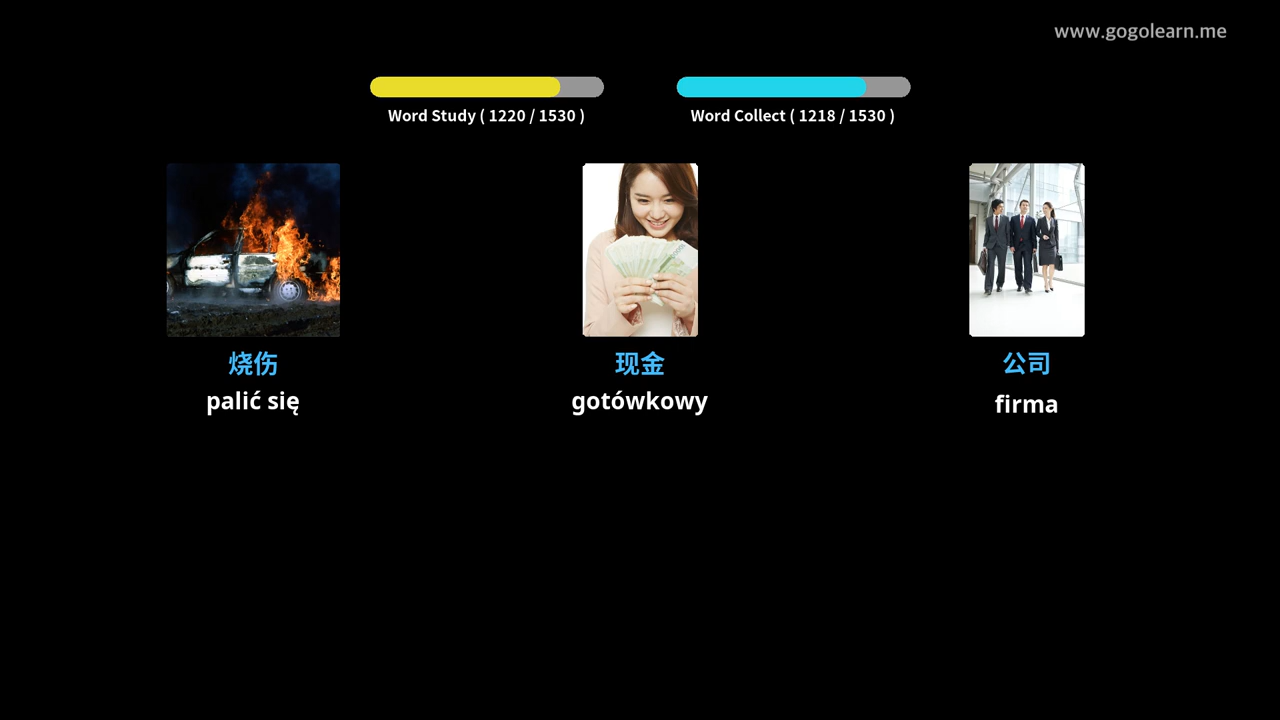 www.gogolearn.me
Word Study ( 1220 / 1530 )
Word Collect ( 1218 / 1530 )
烧伤
palić się
现金
gotówkowy
公司
firma